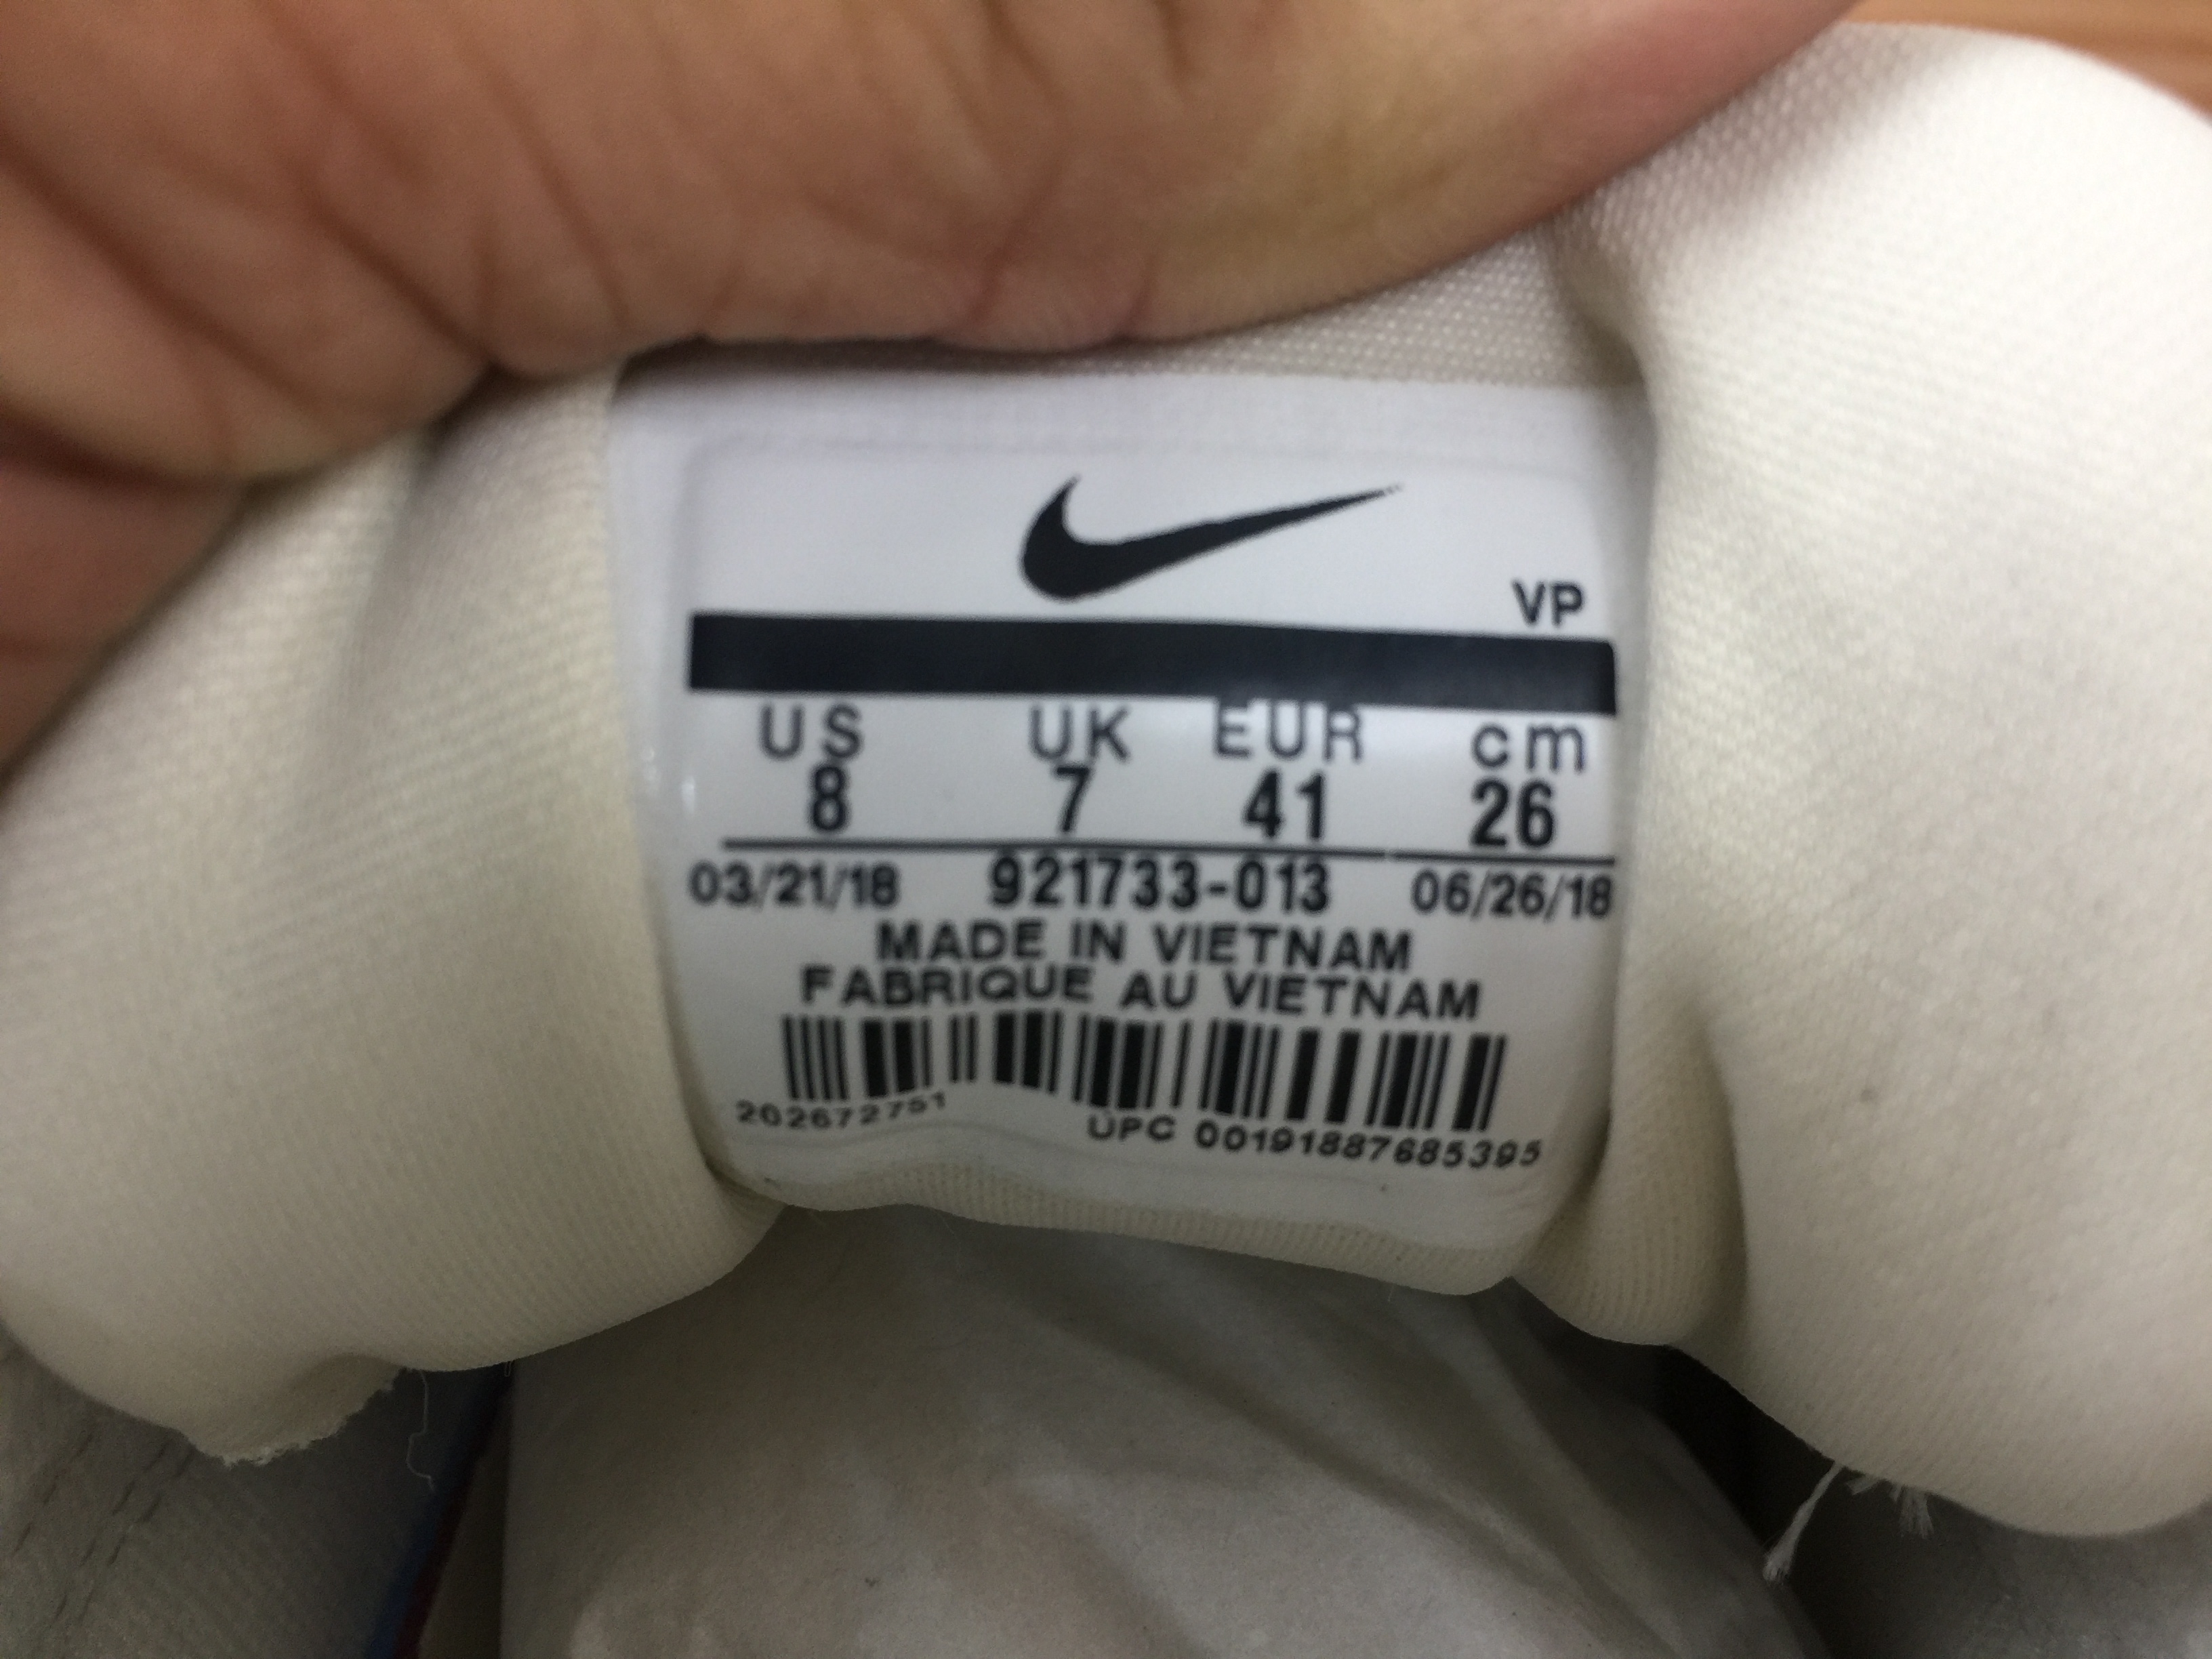 VP
US UK EUR cm
8 7 41 26
03/21/18 921733-013 06/26/18
MADE IN VIETNAM
FABRIQUE AU VIETNAM
202672751 UPC 00191887685395